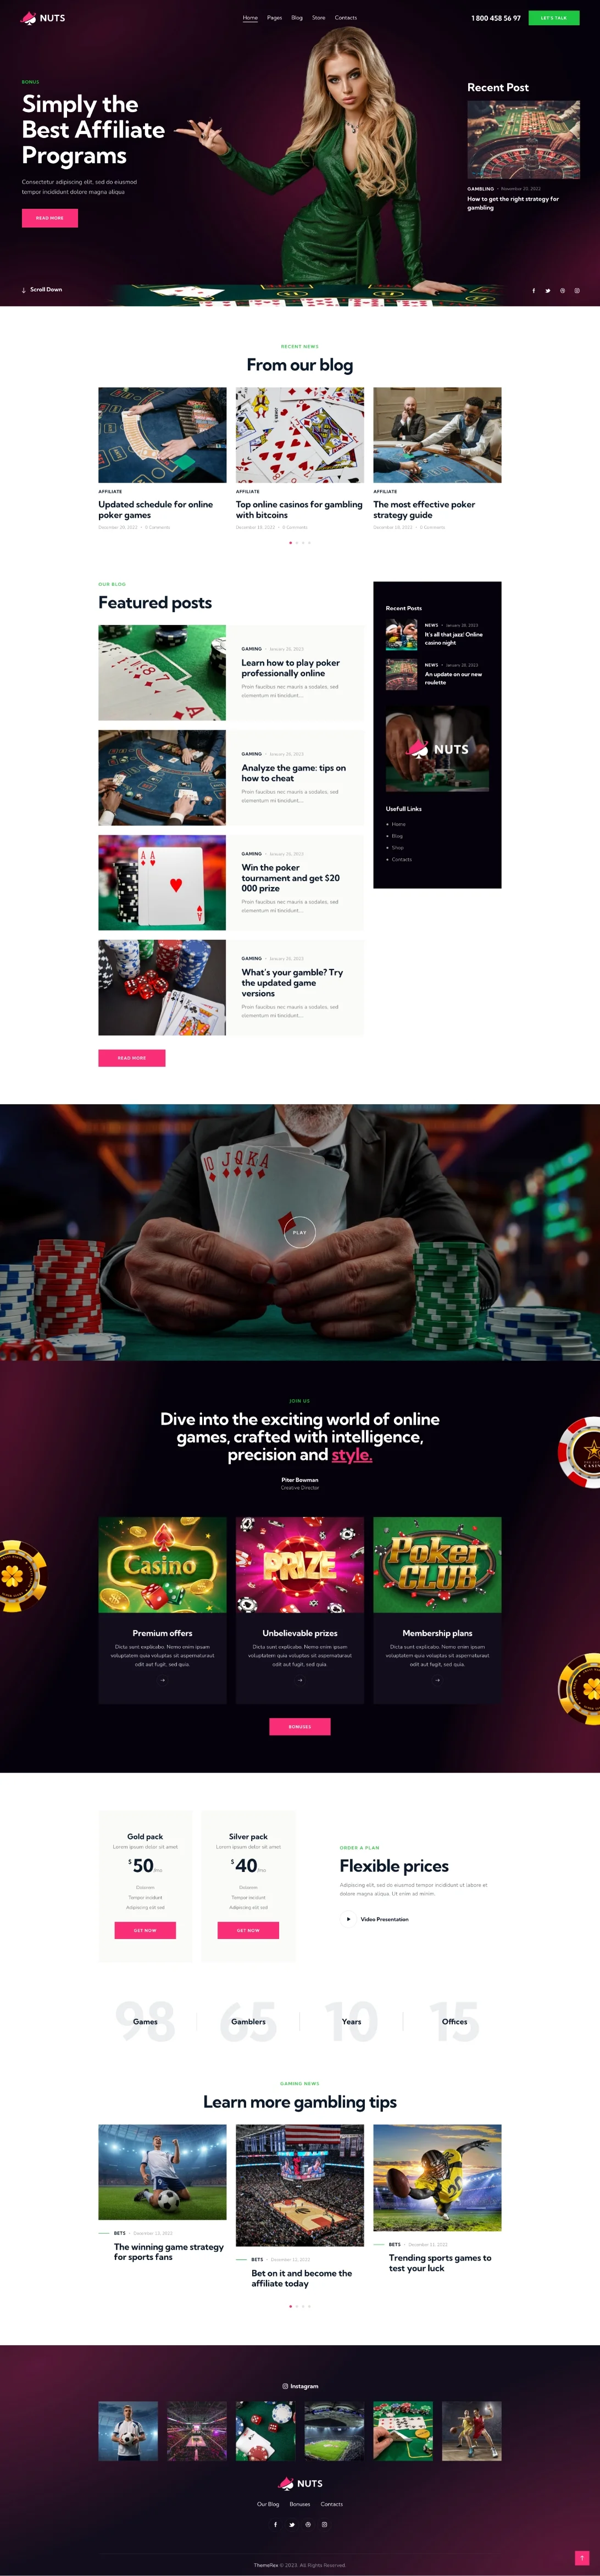 NUTS
Home Pages Blog Store Contacts
1 800 458 56 97
LET'S TALK
BONUS
Simply the
Best Affiliate
Programs
Consectetur adipiscing elit, sed do eiusmod
tempor incididunt dolore magna aliqua
READ MORE
Recent Post
GAMBLING • November 10, 2022
How to get the right strategy for
gambling
Scroll Down
RECENT NEWS
From our blog
AFFILIATE
Updated schedule for online
poker games
0 Comments
AFFILIATE
Top online casinos for gambling
with bitcoins
0 Comments
AFFILIATE
The most effective poker
strategy guide
0 Comments
OUR BLOG
Featured posts
GAMING • January 20, 2023
Learn how to play poker
professionally online
Proin faucibus nec mauris a sodales, sed
elementum mi tincidunt...
GAMING • January 20, 2023
Analyze the game: tips on
how to cheat
Proin faucibus nec mauris a sodales, sed
elementum mi tincidunt...
GAMING • January 20, 2023
Win the poker
tournament and get $20
000 prize
Proin faucibus nec mauris a sodales, sed
elementum mi tincidunt...
GAMING • January 20, 2023
What's your gamble? Try
the updated game
versions
Proin faucibus nec mauris a sodales, sed
elementum mi tincidunt...
READ MORE
Recent Posts
NEWS • January 28, 2023
It's all that jazz! Online
casino night
NEWS • January 28, 2023
An update on our new
roulette
NUTS
Usefull Links
Home
Blog
Shop
Contacts
10 J Q K A
PLAY
JOIN US
Dive into the exciting world of online
games, crafted with intelligence,
precision and style.
Piter Bowman
Creative Director
Casino
PRIZE
Poker
CLUB
Premium offers
Dicta sunt explicabo. Nemo enim ipsam
voluptatem quia voluptas sit aspernaturaut
odit aut fugit, sed quia.
Unbelievable prizes
Dicta sunt explicabo. Nemo enim ipsam
voluptatem quia voluptas sit aspernaturaut
odit aut fugit, sed quia.
Membership plans
Dicta sunt explicabo. Nemo enim ipsam
voluptatem quia voluptas sit aspernaturaut
odit aut fugit, sed quia.
BONUSES
Gold pack
Lorem ipsum dolor sit amet
$50/mo
Dolorem
Tempor incidunt
Adipiscing elit sed
GET NOW
Silver pack
Lorem ipsum dolor sit amet
$40/mo
Dolorem
Tempor incidunt
Adipiscing elit sed
GET NOW
ORDER A PLAN
Flexible prices
Adipiscing elit, sed do eiusmod tempor incididunt ut labore et
dolore magna aliqua. Ut enim ad minim.
Video Presentation
98
Games
65
Gamblers
10
Years
15
Offices
GAMING NEWS
Learn more gambling tips
BETS • December 12, 2022
The winning game strategy
for sports fans
BETS • December 12, 2022
Bet on it and become the
affiliate today
BETS • December 12, 2022
Trending sports games to
test your luck
Instagram
NUTS
Our Blog Bonuses Contacts
ThemeRex © 2023. All Rights Reserved.